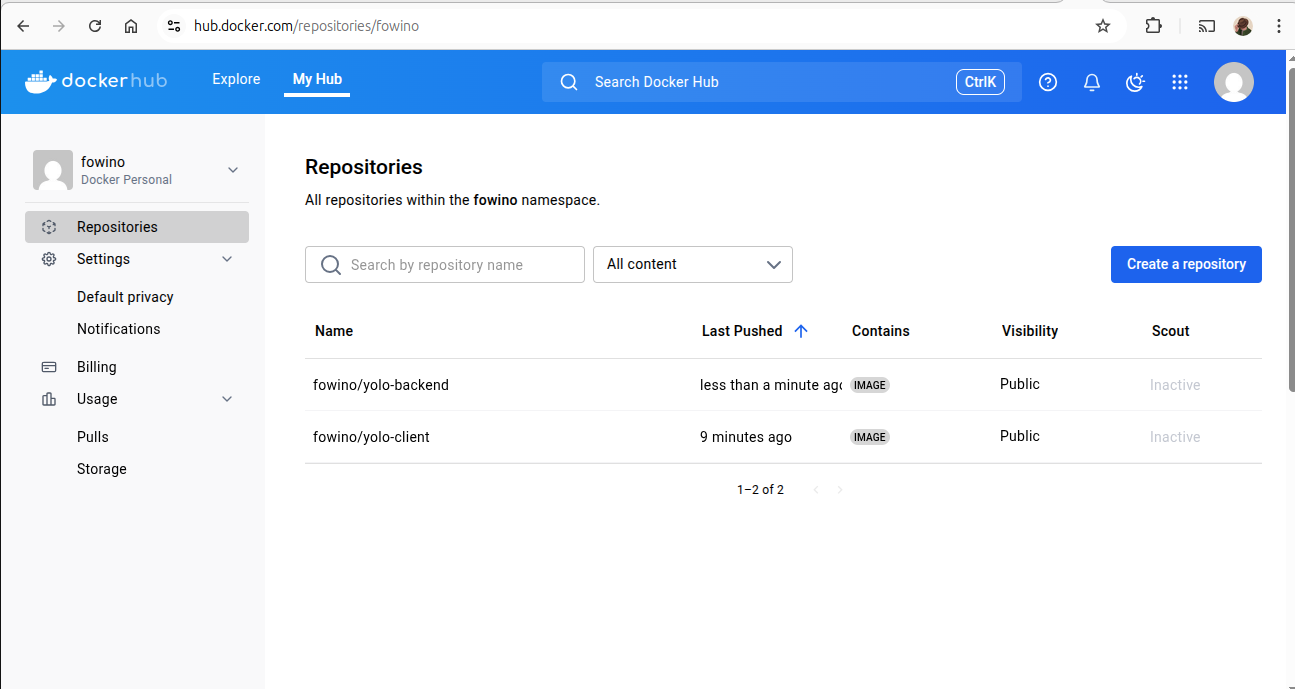 hub.docker.com/repositories/fowino
dockerhub Explore My Hub Search Docker Hub CtrlK
fowino
Docker Personal
Repositories
Settings
Default privacy
Notifications
Billing
Usage
Pulls
Storage
Repositories
All repositories within the fowino namespace.
Search by repository name All content Create a repository
Name Last Pushed Contains Visibility Scout
fowino/yolo-backend less than a minute ago IMAGE Public Inactive
fowino/yolo-client 9 minutes ago IMAGE Public Inactive
1–2 of 2